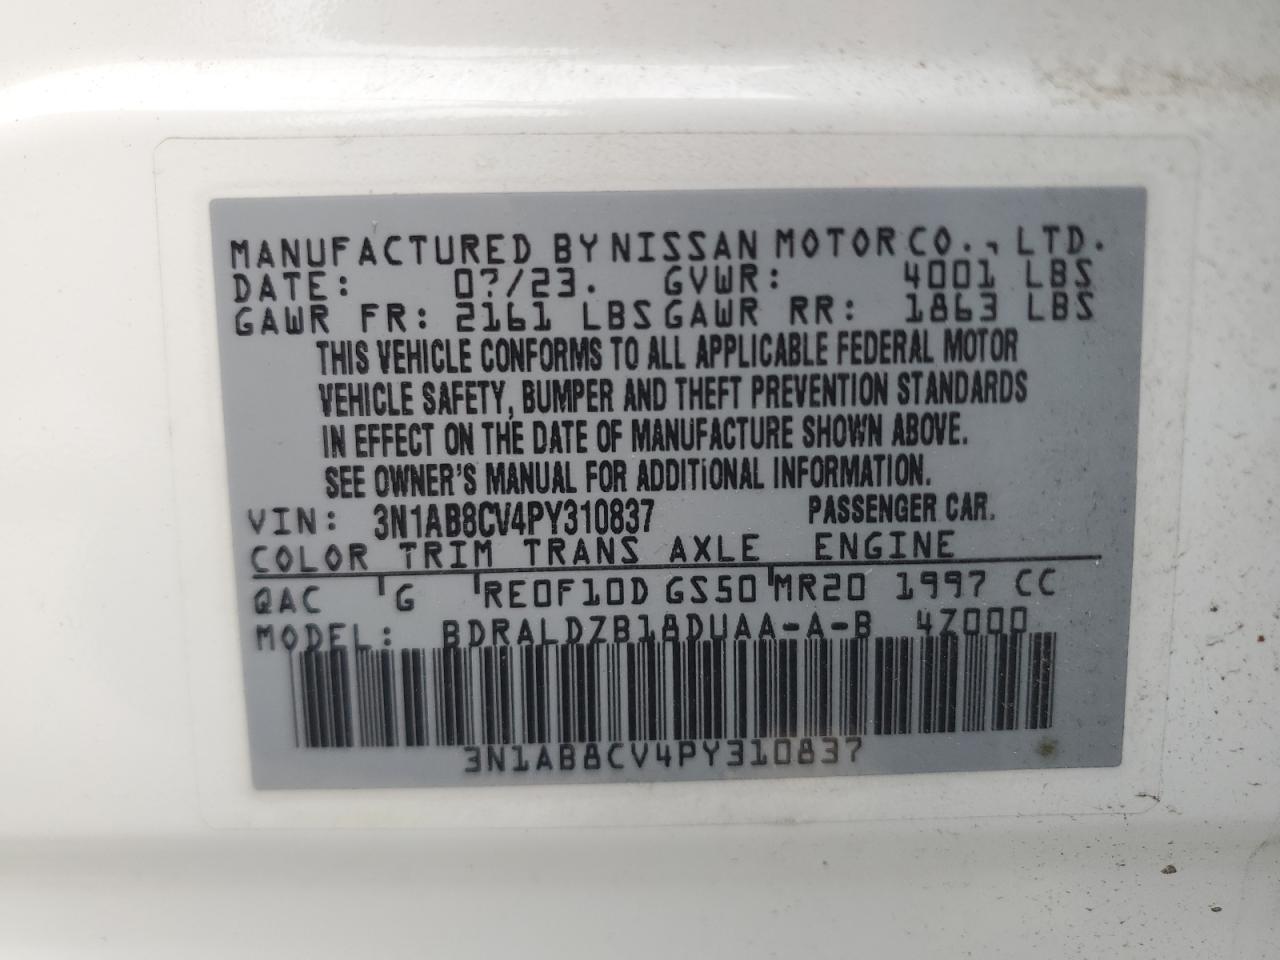 MANUFACTURED BY NISSAN MOTOR CO., LTD.
DATE: 07/23. GVWR: 4001 LBS
GAWR FR: 2161 LBS GAWR RR: 1863 LBS
THIS VEHICLE CONFORMS TO ALL APPLICABLE FEDERAL MOTOR
VEHICLE SAFETY, BUMPER AND THEFT PREVENTION STANDARDS
IN EFFECT ON THE DATE OF MANUFACTURE SHOWN ABOVE.
SEE OWNER'S MANUAL FOR ADDITIONAL INFORMATION.
VIN: 3N1AB8CV4PY310837 PASSENGER CAR.
COLOR TRIM TRANS AXLE ENGINE
QAC G RE0F10D GS50 MR20 1997 CC
MODEL: BDRALDZB18DUAA-A-B 4Z000
3N1AB8CV4PY310837